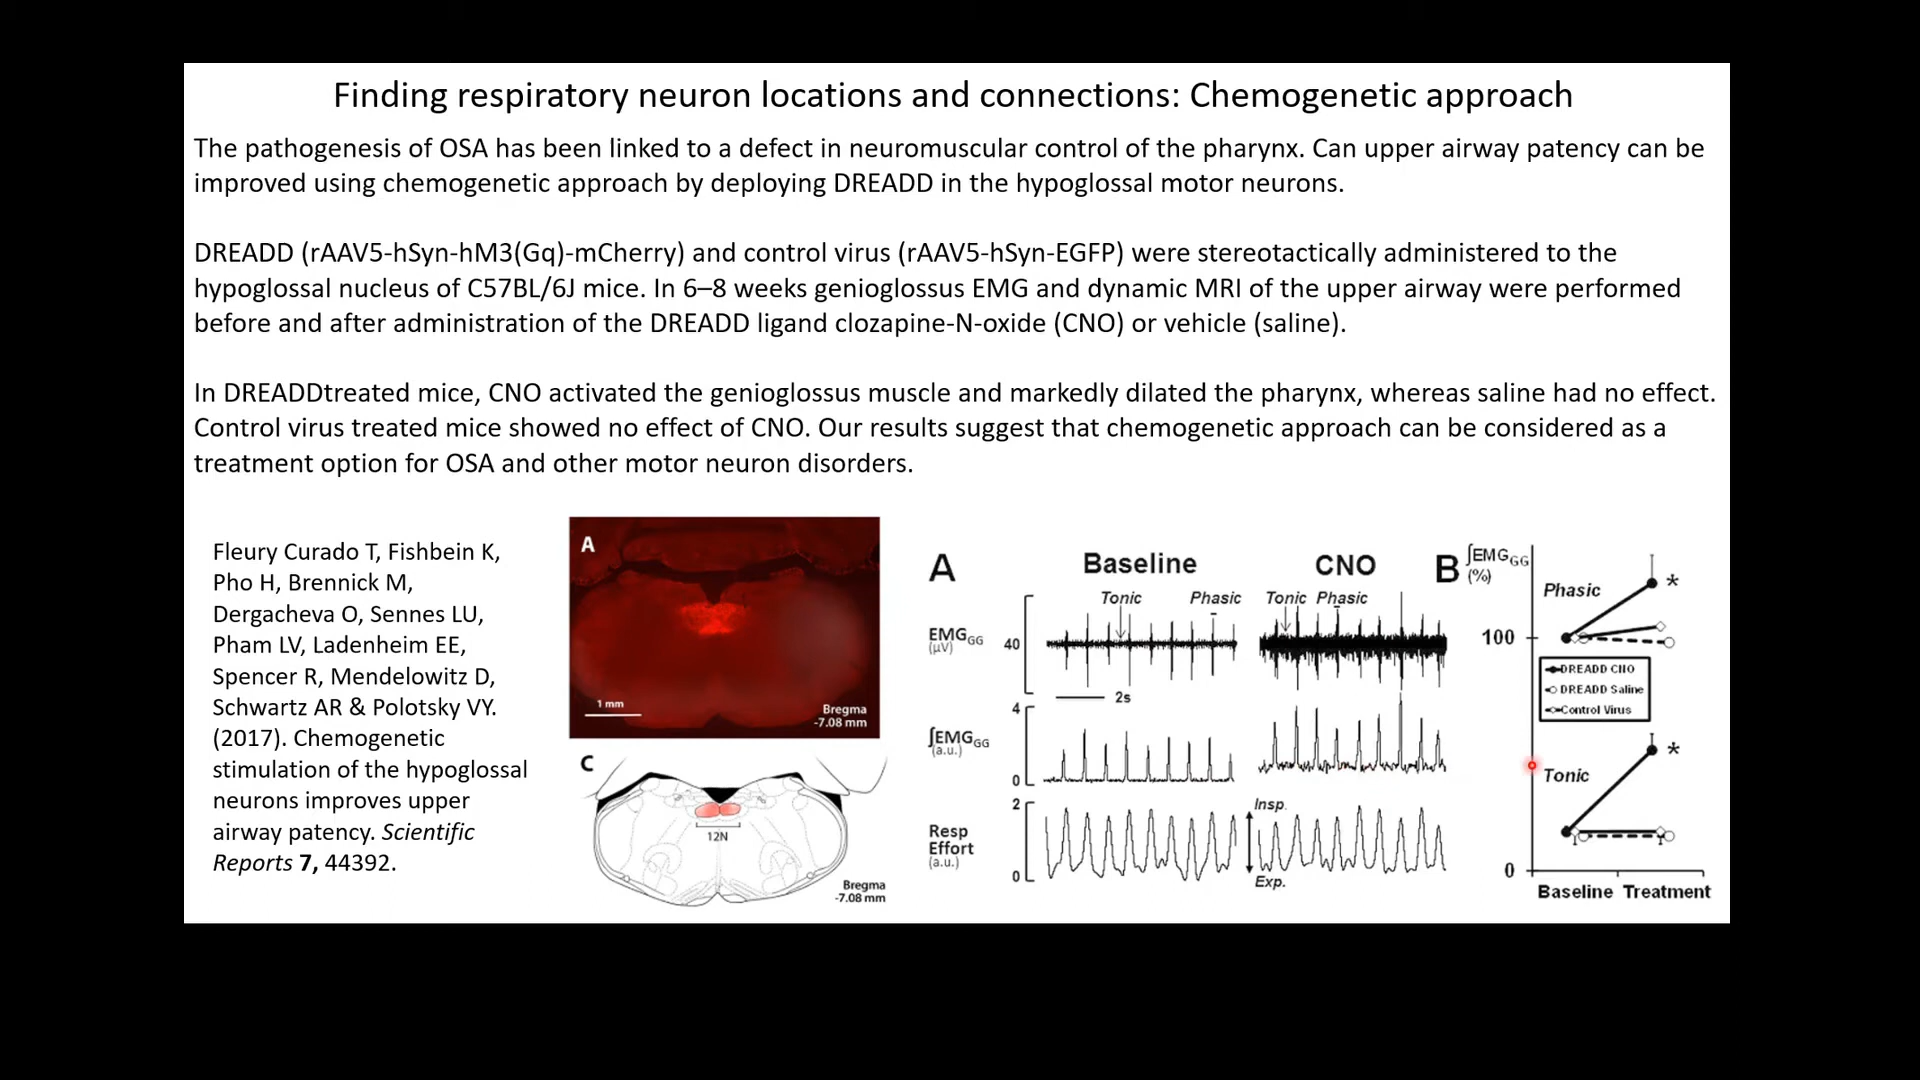 Finding respiratory neuron locations and connections: Chemogenetic approach
The pathogenesis of OSA has been linked to a defect in neuromuscular control of the pharynx. Can upper airway patency can be
improved using chemogenetic approach by deploying DREADD in the hypoglossal motor neurons.
DREADD (rAAV5-hSyn-hM3(Gq)-mCherry) and control virus (rAAV5-hSyn-EGFP) were stereotactically administered to the
hypoglossal nucleus of C57BL/6J mice. In 6–8 weeks genioglossus EMG and dynamic MRI of the upper airway were performed
before and after administration of the DREADD ligand clozapine-N-oxide (CNO) or vehicle (saline).
In DREADDtreated mice, CNO activated the genioglossus muscle and markedly dilated the pharynx, whereas saline had no effect.
Control virus treated mice showed no effect of CNO. Our results suggest that chemogenetic approach can be considered as a
treatment option for OSA and other motor neuron disorders.
Fleury Curado T, Fishbein K,
Pho H, Brennick M,
Dergacheva O, Sennes LU,
Pham LV, Ladenheim EE,
Spencer R, Mendelowitz D,
Schwartz AR & Polotsky VY.
(2017). Chemogenetic
stimulation of the hypoglossal
neurons improves upper
airway patency. Scientific
Reports 7, 44392.
A
1 mm
Bregma
-7.08 mm
C
12N
Bregma
-7.08 mm
A
Baseline
CNO
Tonic
Phasic
Tonic
Phasic
EMGGG
(µV)
40
2s
∫EMGGG
(a.u.)
4
0
Resp
Effort
(a.u.)
2
0
Insp.
Exp.
B
∫EMGGG
(%)
Phasic
*
100
DREADD CNO
DREADD Saline
Control Virus
Tonic
*
0
Baseline Treatment